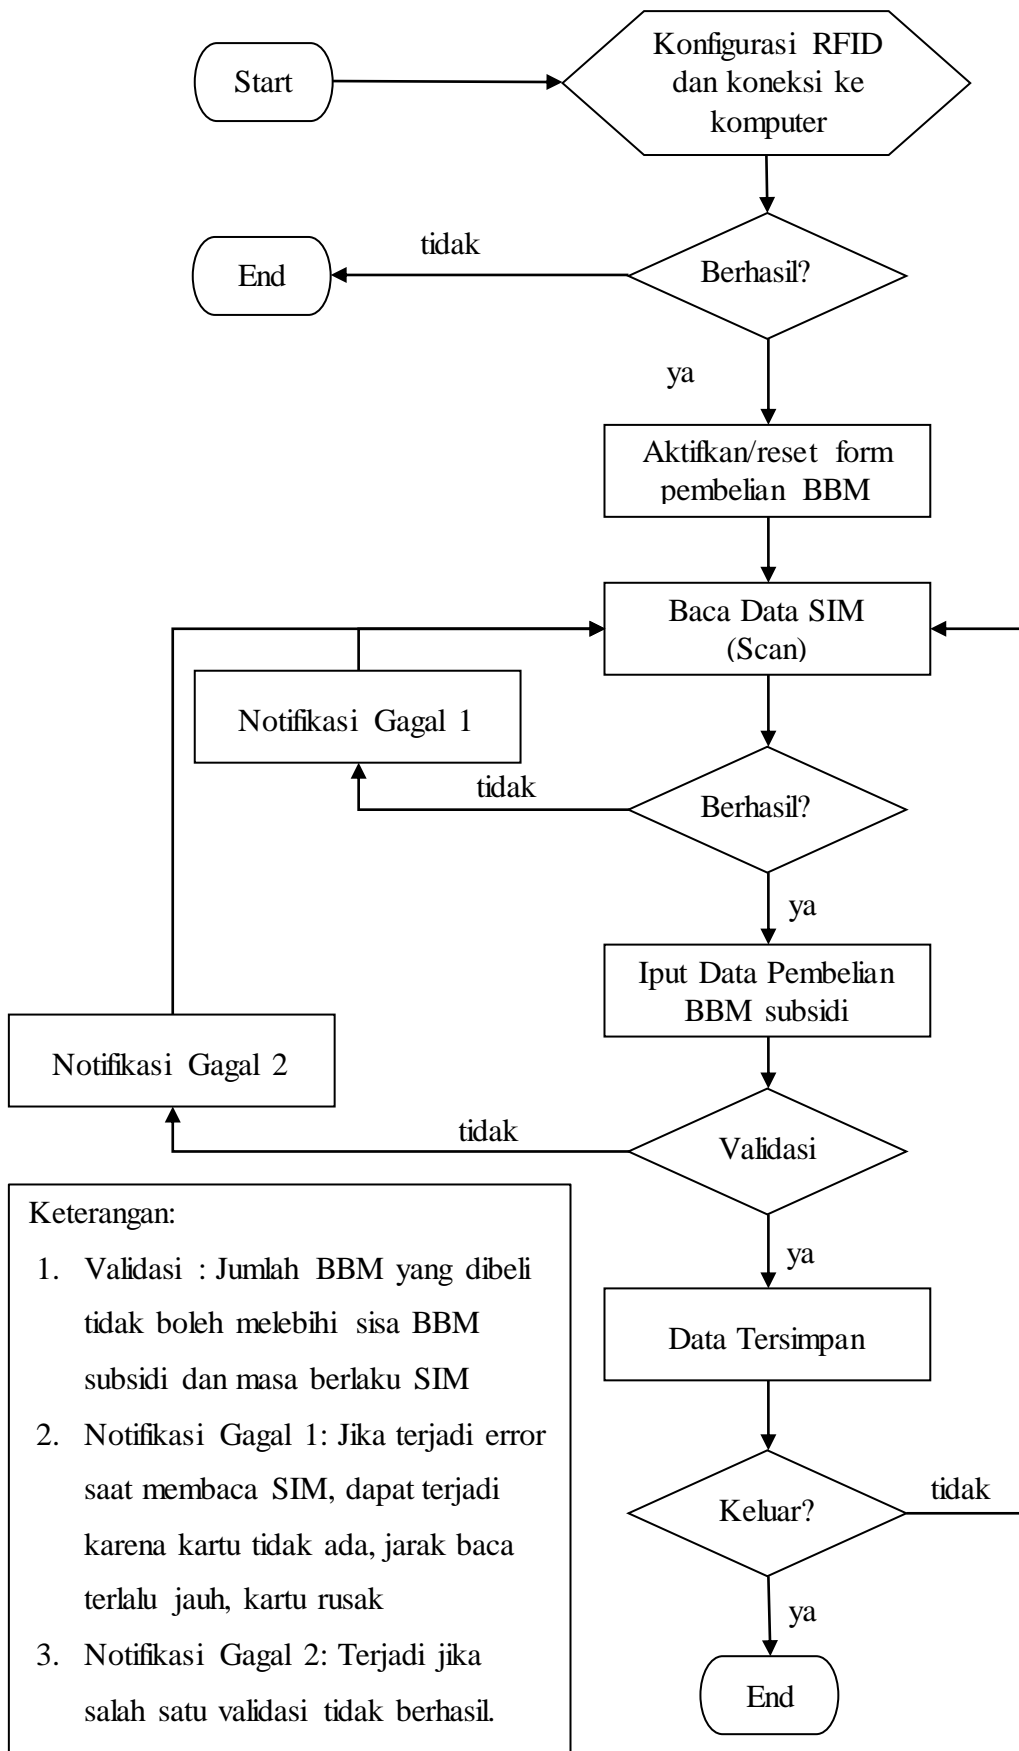 Start
Konfigurasi RFID
dan koneksi ke
komputer
tidak
End
Berhasil?
ya
Aktifkan/reset form
pembelian BBM
Baca Data SIM
(Scan)
Notifikasi Gagal 1
tidak
Berhasil?
ya
Iput Data Pembelian
BBM subsidi
Notifikasi Gagal 2
tidak
Validasi
ya
Data Tersimpan
Keluar?
tidak
ya
End
Keterangan:
1. Validasi : Jumlah BBM yang dibeli
tidak boleh melebihi sisa BBM
subsidi dan masa berlaku SIM
2. Notifikasi Gagal 1: Jika terjadi error
saat membaca SIM, dapat terjadi
karena kartu tidak ada, jarak baca
terlalu jauh, kartu rusak
3. Notifikasi Gagal 2: Terjadi jika
salah satu validasi tidak berhasil.